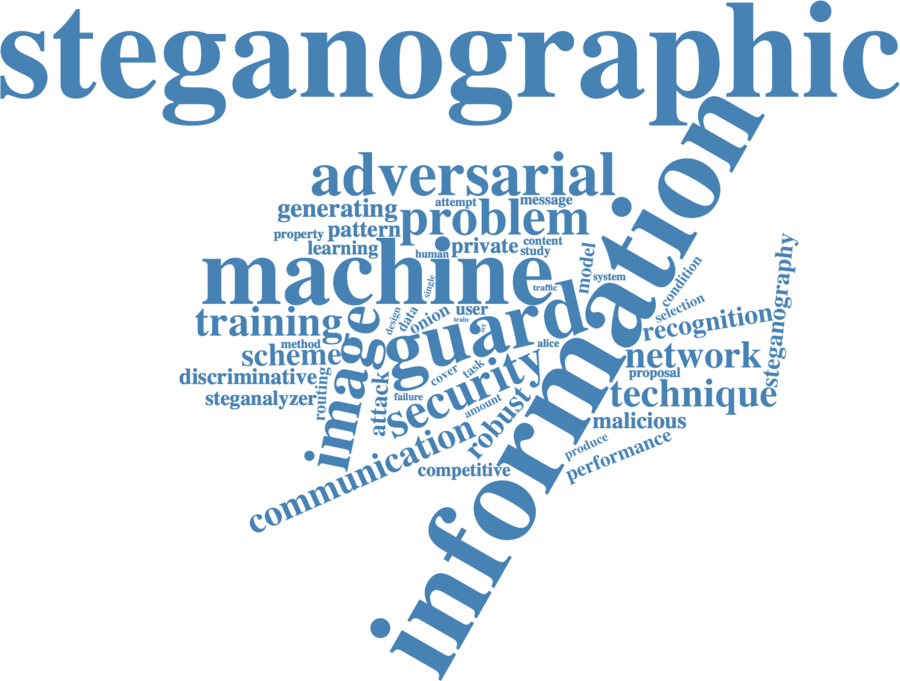 steganographic
information
adversarial
attempt
message
generating
problem
property
pattern
learning
human
private
content
study
machine
single
traffic
model
system
condition
steganography
training
image
design
data
onion
user
train
guard
selection
recognition
method
scheme
alice
network
proposal
discriminative
steganalyzer
routing
attack
cover
task
failure
security
amount
robust
technique
malicious
communication
competitive
produce
performance